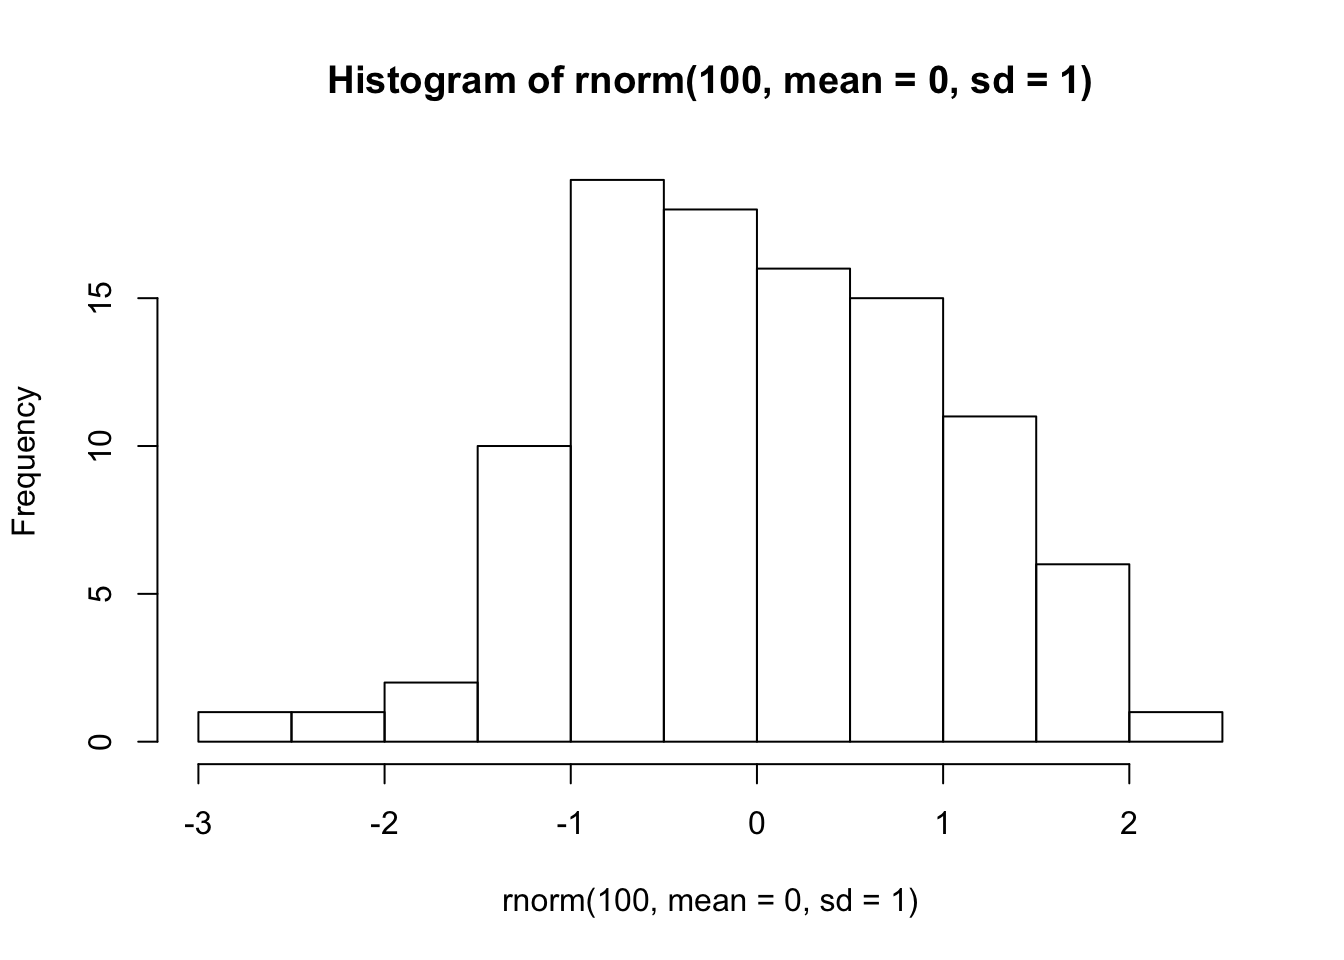 Histogram of rnorm(100, mean = 0, sd = 1)
Frequency
15
10
5
0
-3 -2 -1 0 1 2
rnorm(100, mean = 0, sd = 1)